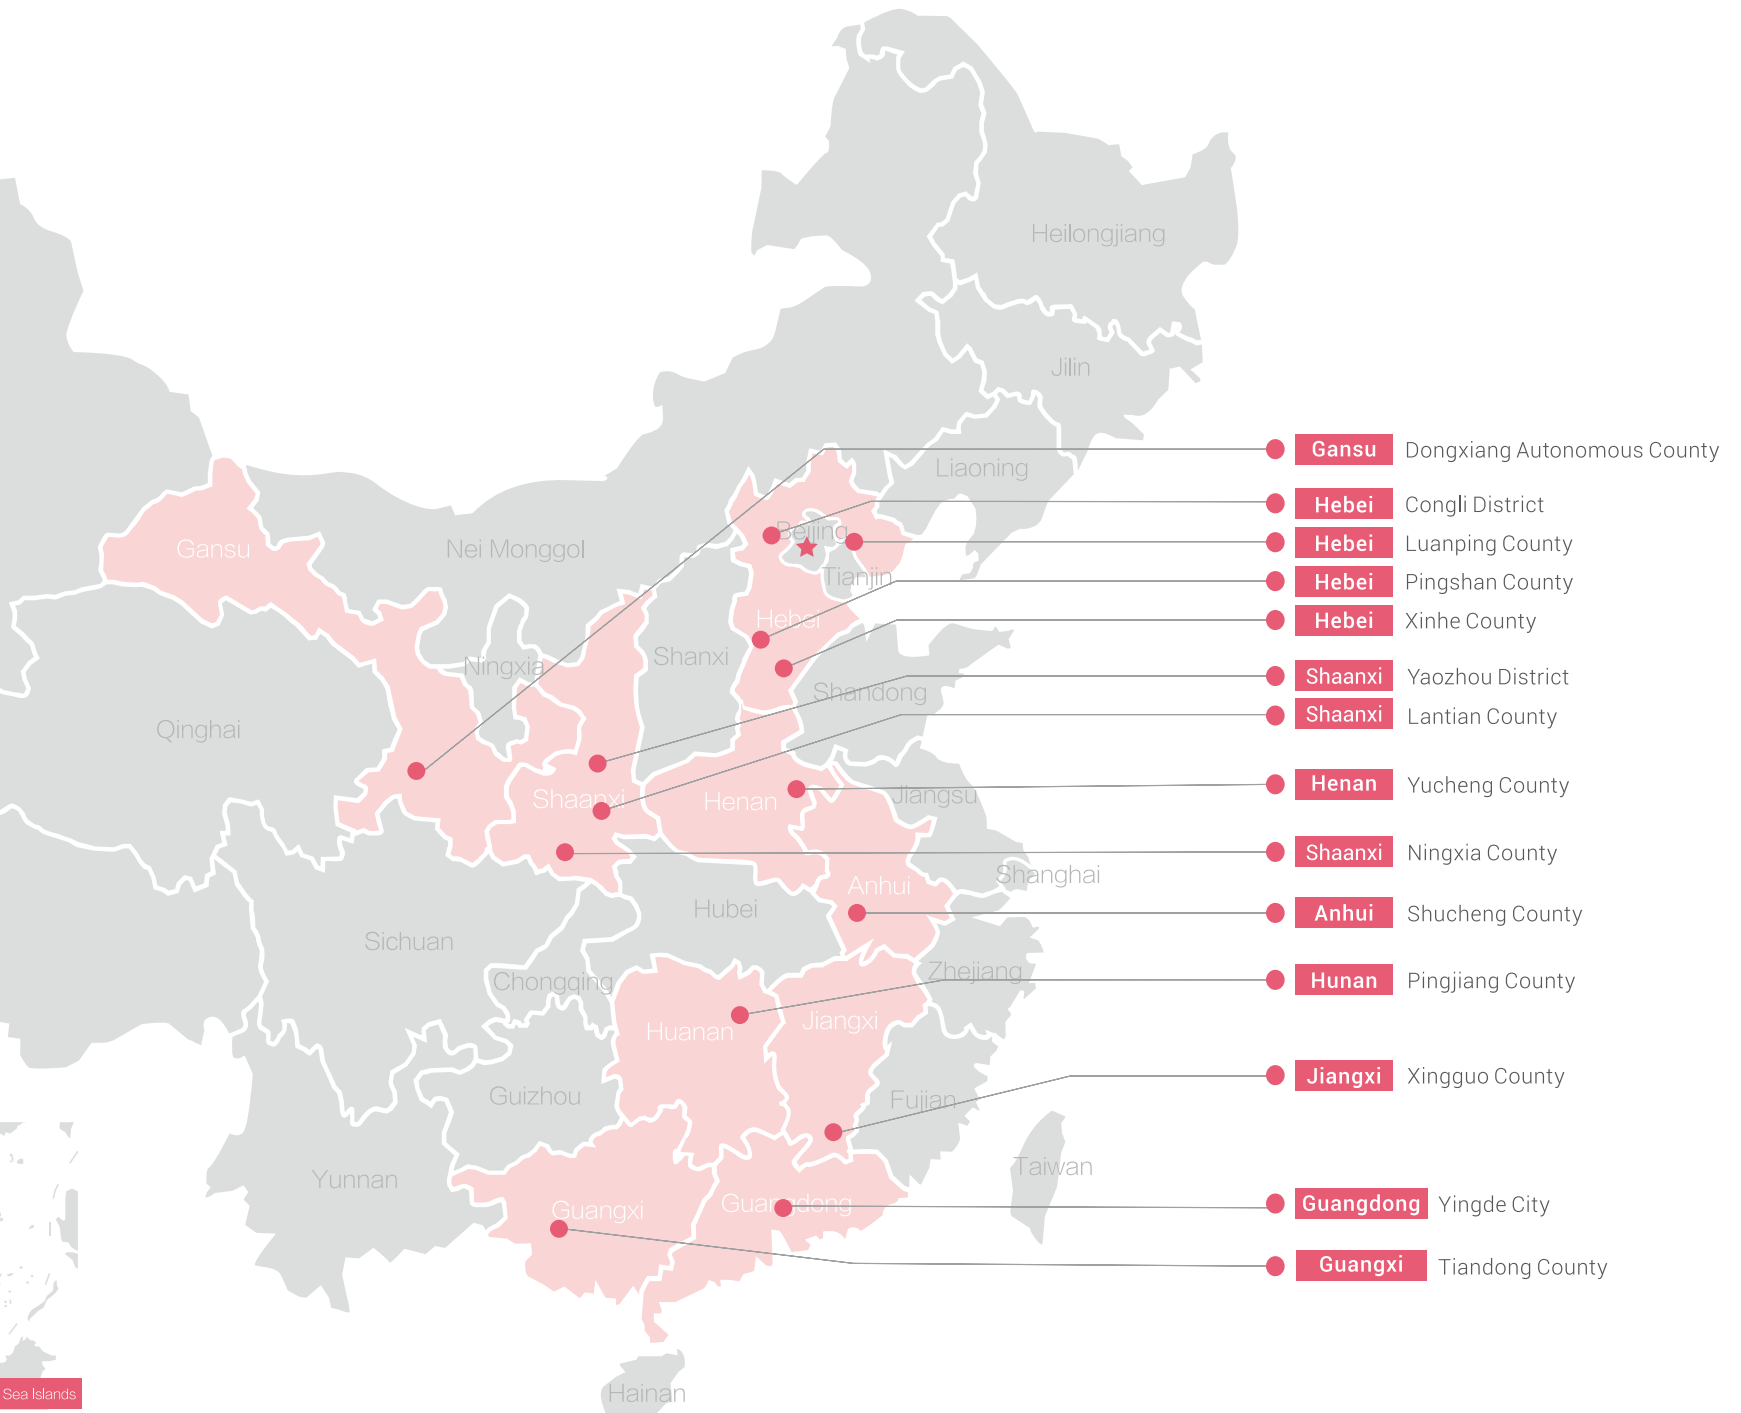 Heilongjiang
Jilin
Liaoning
Gansu
Nei Monggol
Beijing
Tianjin
Hebei
Ningxia
Shanxi
Shandong
Qinghai
Shaanxi
Henan
Jiangsu
Shanghai
Anhui
Hubei
Sichuan
Chongqing
Zhejiang
Huanan
Jiangxi
Guizhou
Fujian
Yunnan
Taiwan
Guangxi
Guangdong
Hainan
Sea Islands
Gansu Dongxiang Autonomous County
Hebei Congli District
Hebei Luanping County
Hebei Pingshan County
Hebei Xinhe County
Shaanxi Yaozhou District
Shaanxi Lantian County
Henan Yucheng County
Shaanxi Ningxia County
Anhui Shucheng County
Hunan Pingjiang County
Jiangxi Xingguo County
Guangdong Yingde City
Guangxi Tiandong County